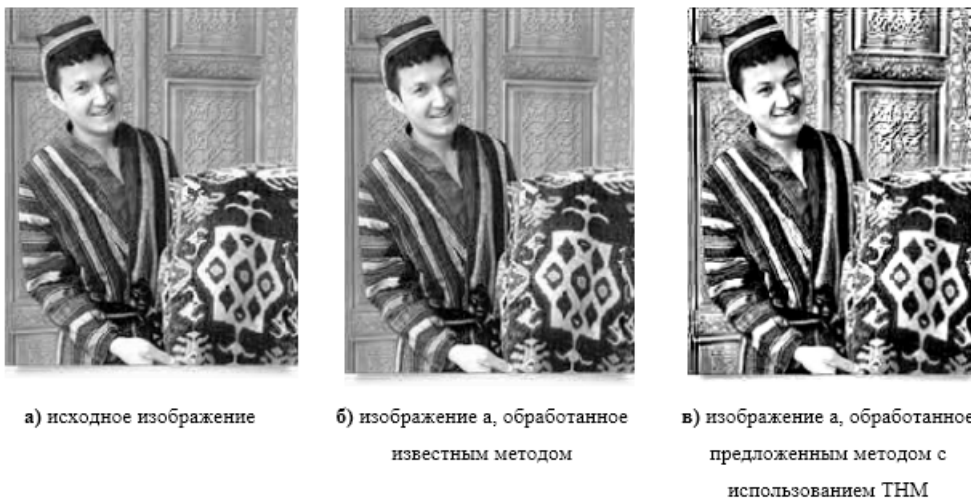 а) исходное изображение
б) изображение а, обработанное
известным методом
в) изображение а, обработанное
предложенным методом с
использованием ТНМ